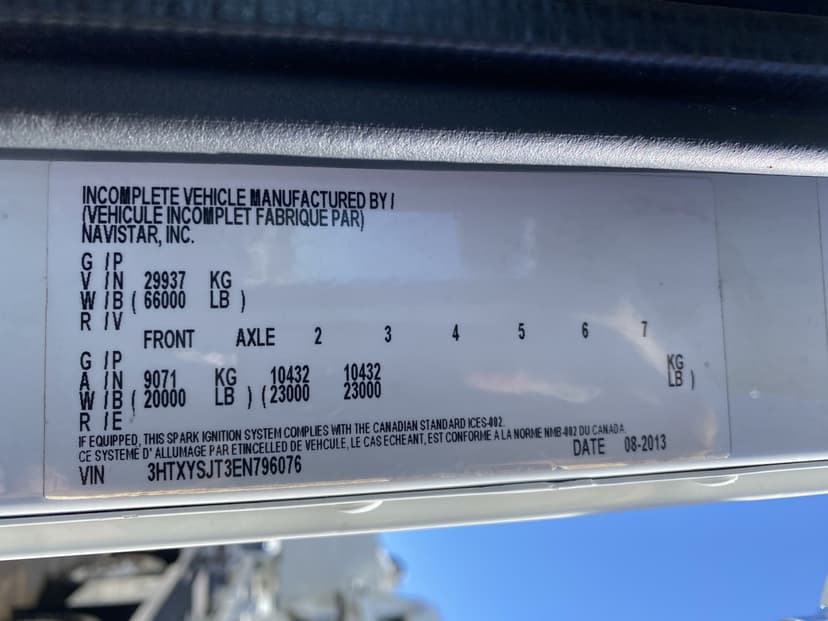 INCOMPLETE VEHICLE MANUFACTURED BY /
(VEHICULE INCOMPLET FABRIQUE PAR)
NAVISTAR, INC.
G / P
V / N 29937 KG
W / B ( 66000 LB )
R / V
FRONT AXLE 2 3 4 5 6 7
G / P
A / N 9071 KG 10432 10432 KG
W / B ( 20000 LB ) ( 23000 23000 LB )
R / E
IF EQUIPPED, THIS SPARK IGNITION SYSTEM COMPLIES WITH THE CANADIAN STANDARD ICES-002.
CE SYSTEME D' ALLUMAGE PAR ETINCELLED DE VEHICULE, LE CAS ECHEANT, EST CONFORME A LA NORME NMB-002 DU CANADA.
VIN 3HTXYSJT3EN796076 DATE 08-2013